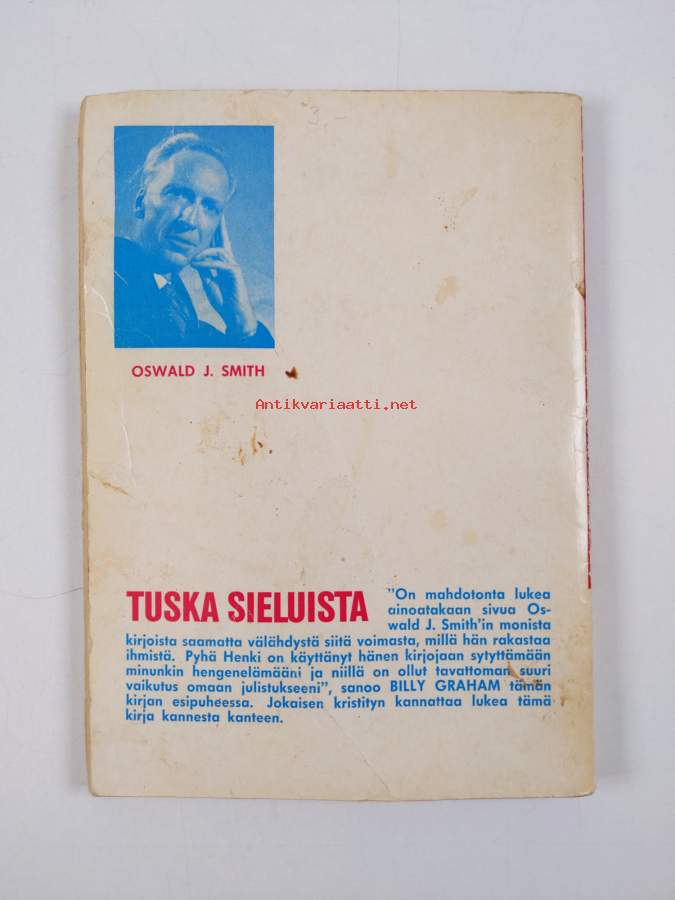 3,-
OSWALD J. SMITH
Antikvariaatti.net
TUSKA SIELUISTA
"On mahdotonta lukea
ainoatakaan sivua Os-
wald J. Smith'in monista
kirjoista saamatta välähdystä siitä voimasta, millä hän rakastaa
ihmistä. Pyhä Henki on käyttänyt hänen kirjojaan sytyttämään
minunkin hengenelämääni ja niillä on ollut tavattoman suuri
vaikutus omaan julistukseeni", sanoo BILLY GRAHAM tämän
kirjan esipuheessa. Jokaisen kristityn kannattaa lukea tämä
kirja kannesta kanteen.